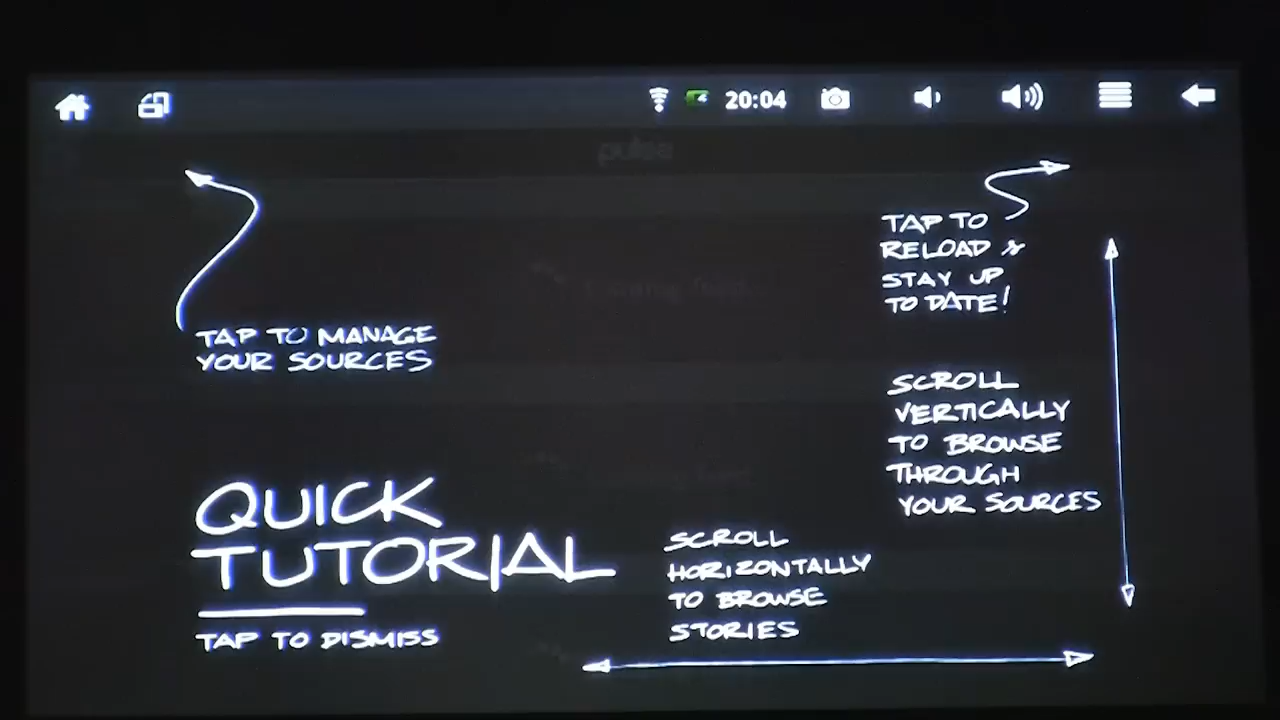 20:04
pulse
TAP TO
RELOAD &
STAY UP
TO DATE!
TAP TO MANAGE
YOUR SOURCES
SCROLL
VERTICALLY
TO BROWSE
THROUGH
YOUR SOURCES
QUICK
TUTORIAL
TAP TO DISMISS
SCROLL
HORIZONTALLY
TO BROWSE
STORIES